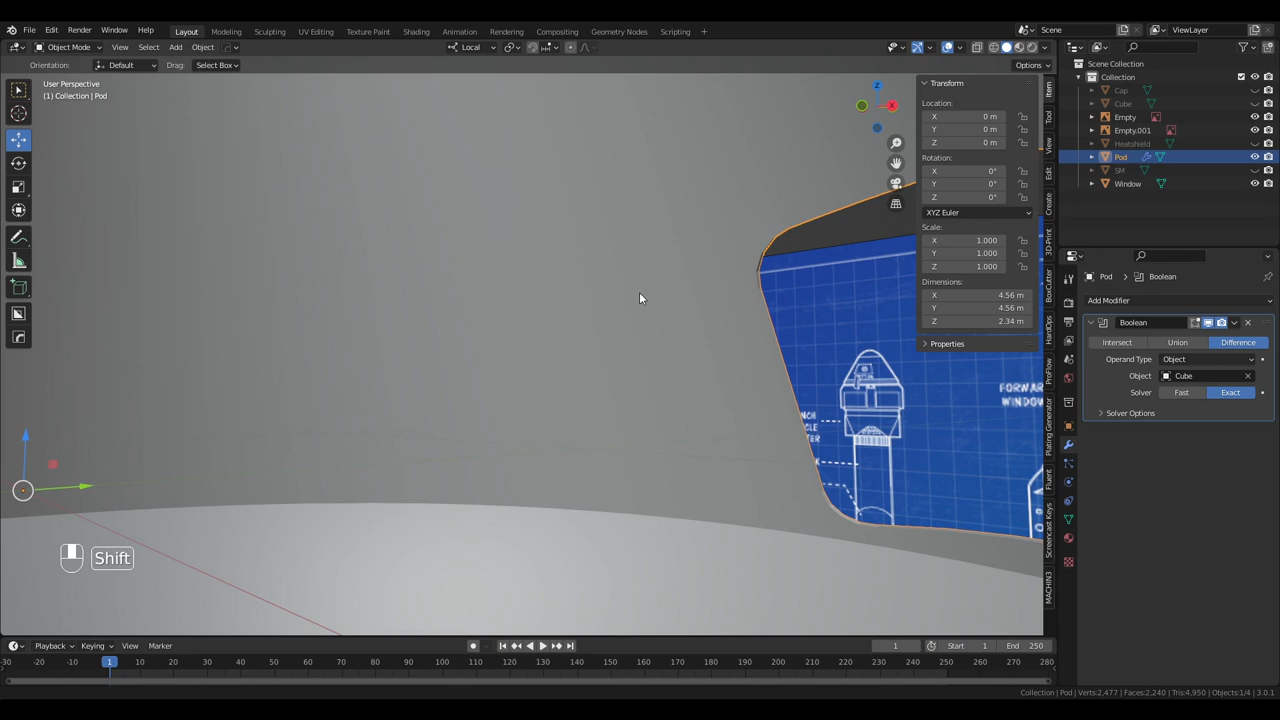 File Edit Render Window Help Layout Modeling Sculpting UV Editing Texture Paint Shading Animation Rendering Compositing Geometry Nodes Scripting + Scene ViewLayer
Object Mode View Select Add Object Local
Orientation: Default Drag: Select Box Options
User Perspective
(1) Collection | Pod
Z
X
Transform
Location:
X 0 m
Y 0 m
Z 0 m
Rotation:
X 0°
Y 0°
Z 0°
XYZ Euler
Scale:
X 1.000
Y 1.000
Z 1.000
Dimensions:
X 4.56 m
Y 4.56 m
Z 2.34 m
Properties
Item
Tool
View
Edit
Create
3D-Print
BoxCutter
HardOps
ProFlow
Plating Generator
Fluent
Screencast Keys
MACHIN3
Scene Collection
Collection
Cap
Cube
Empty
Empty.001
Heatshield
Pod
SM
Window
Pod > Boolean
Add Modifier
Boolean
Intersect Union Difference
Operand Type Object
Object Cube
Solver Fast Exact
Solver Options
FORWAR
WINDOW
NCH
GLE
TER
K
Shift
Playback Keying View Marker 1 Start 1 End 250
-30 -20 -10 1 10 20 30 40 50 60 70 80 90 100 110 120 130 140 150 160 170 180 190 200 210 220 230 240 250 260 270 280
Collection | Pod | Verts:2,477 | Faces:2,240 | Tris:4,950 | Objects:1/4 | 3.0.1